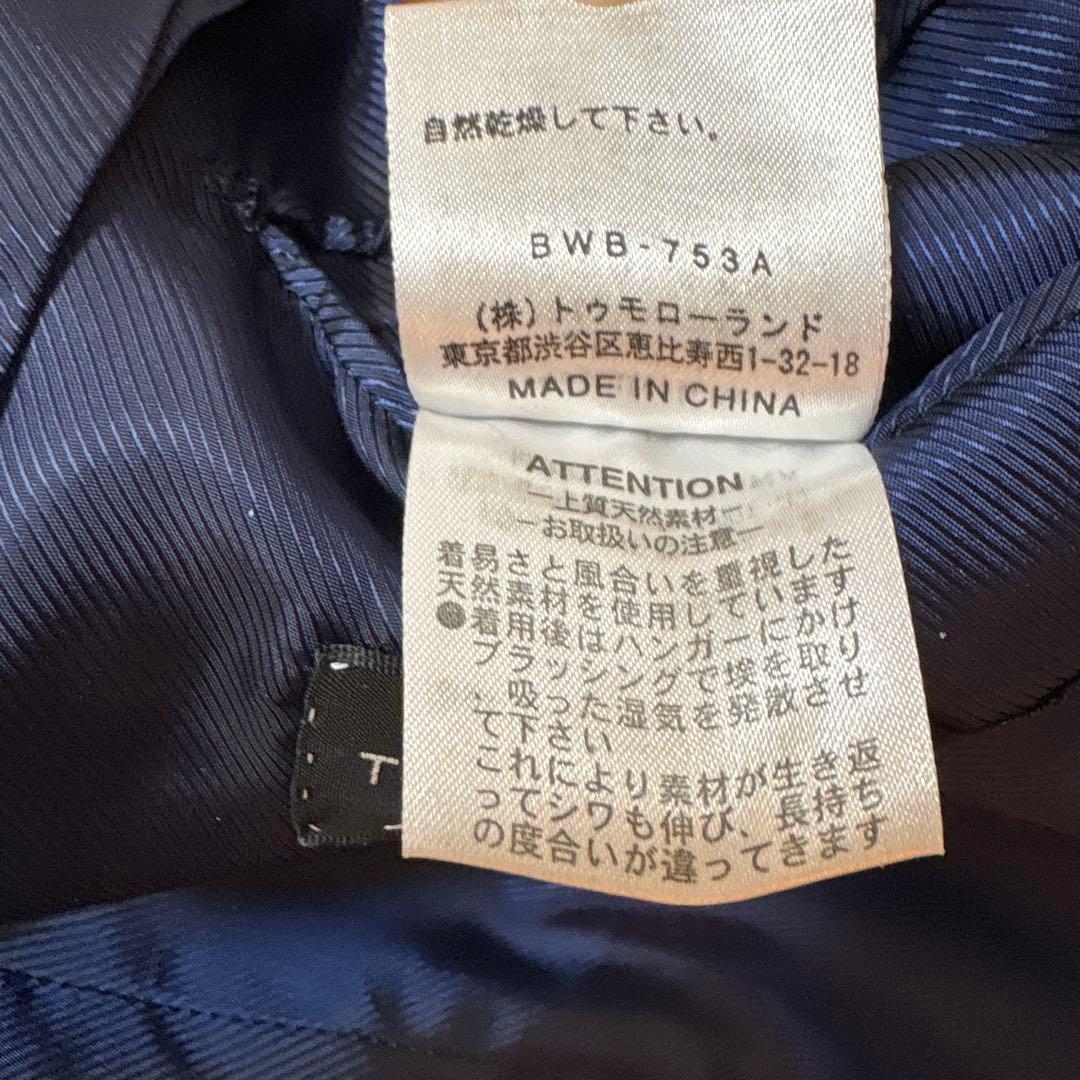 自然乾燥して下さい。
BWB-753A
(株)トゥモローランド
東京都渋谷区恵比寿西1-32-18
MADE IN CHINA
ATTENTION
—上質天然素材—
—お取扱いの注意—
着易さと風合いを重視した
天然素材を使用しています
●着用後はハンガーにかけ
ブラッシングで埃を取り
、吸った湿気を発散させ
て下さい
これにより素材が生き返
ってシワも伸び、長持ち
の度合いが違ってきます
T